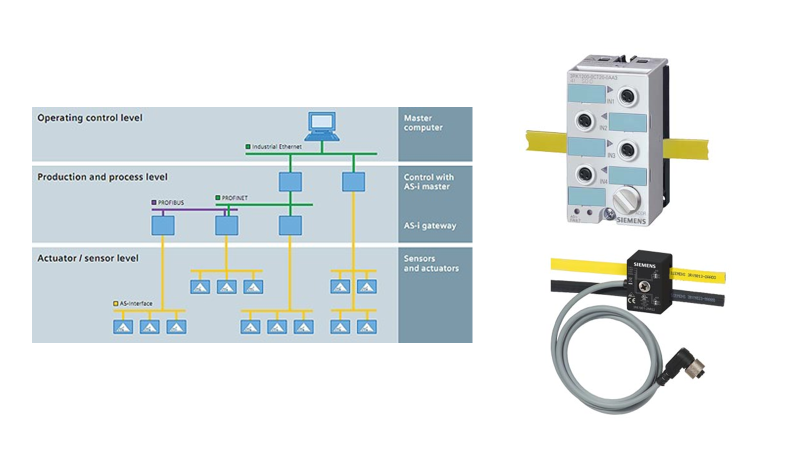 Operating control level
Master
computer
Industrial Ethernet
Production and process level
Control with
AS-i master
PROFIBUS
PROFINET
AS-i gateway
Actuator / sensor level
Sensors
and actuators
AS-Interface
IN1
IN2
IN3
IN4
SIEMENS
SIEMENS